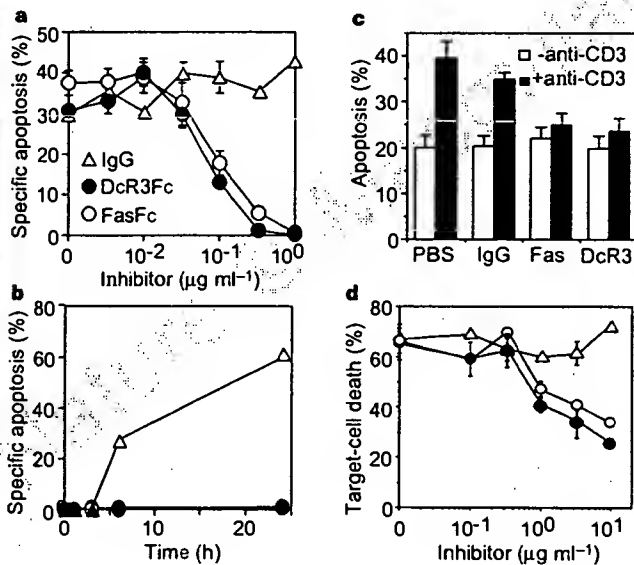 a
Specific apoptosis (%)
50
40
30
20
10
0
IgG
DcR3Fc
FasFc
0 10⁻² 10⁻¹ 10⁰
Inhibitor (µg ml⁻¹)
b
Specific apoptosis (%)
80
60
40
20
0
0 10 20
Time (h)
c
Apoptosis (%)
40
30
20
10
0
-anti-CD3
+anti-CD3
PBS IgG Fas DcR3
d
Target-cell death (%)
80
60
40
20
0
0 10⁻¹ 10⁰ 10¹
Inhibitor (µg ml⁻¹)